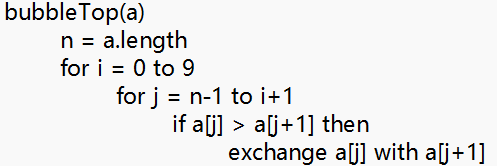 bubbleTop(a)
n = a.length
for i = 0 to 9
for j = n-1 to i+1
if a[j] > a[j+1] then
exchange a[j] with a[j+1]